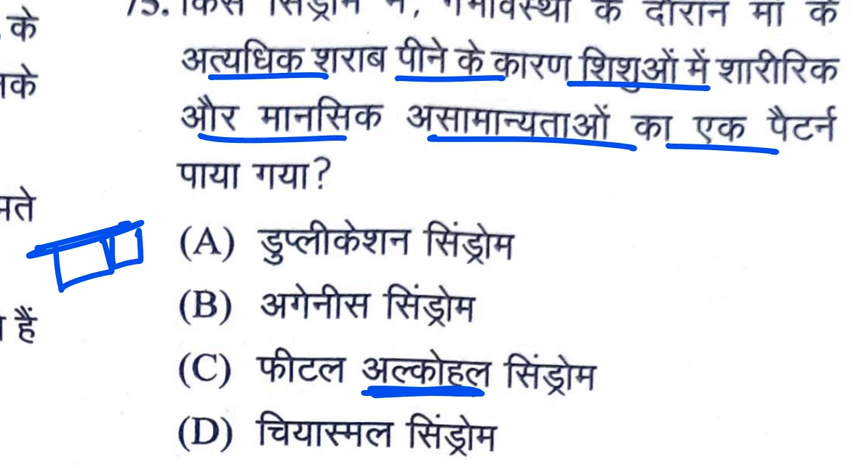 के
75. किस सिंड्रोम में, गर्भावस्था के दौरान माँ के
अत्यधिक शराब पीने के कारण शिशुओं में शारीरिक
और मानसिक असामान्यताओं का एक पैटर्न
पाया गया?
(A) डुप्लीकेशन सिंड्रोम
(B) अगेनीस सिंड्रोम
हैं
(C) फीटल अल्कोहल सिंड्रोम
(D) चियास्मल सिंड्रोम